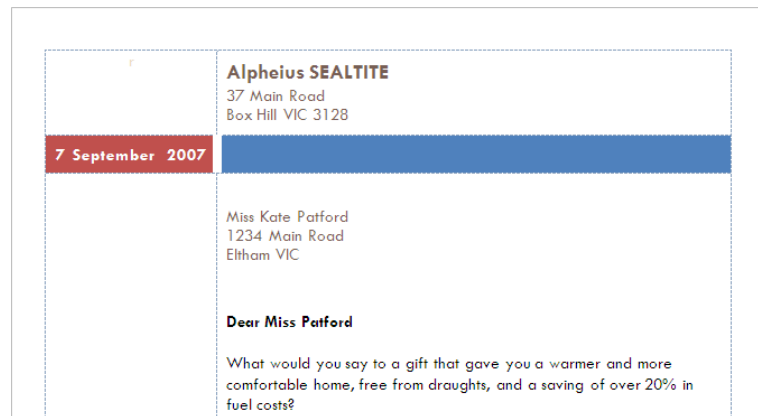 Alpheius SEALTITE
37 Main Road
Box Hill VIC 3128
7 September 2007
Miss Kate Patford
1234 Main Road
Eltham VIC
Dear Miss Patford
What would you say to a gift that gave you a warmer and more
comfortable home, free from draughts, and a saving of over 20% in
fuel costs?